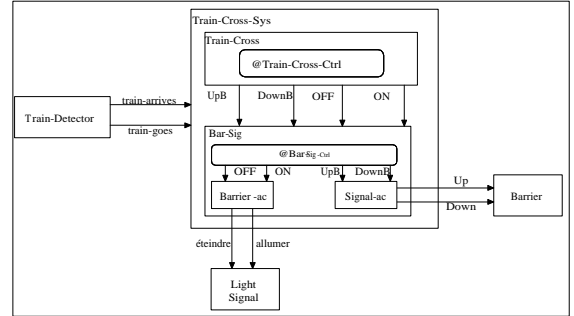 Train-Cross-Sys
Train-Cross
@Train-Cross-Ctrl
Train-Detector
train-arrives
train-goes
UpB DownB OFF ON
Bar-Sig
@Bar-Sig-Ctrl
OFF ON UpB DownB
Barrier -ac
Signal-ac
Up
Down
Barrier
éteindre allumer
Light
Signal